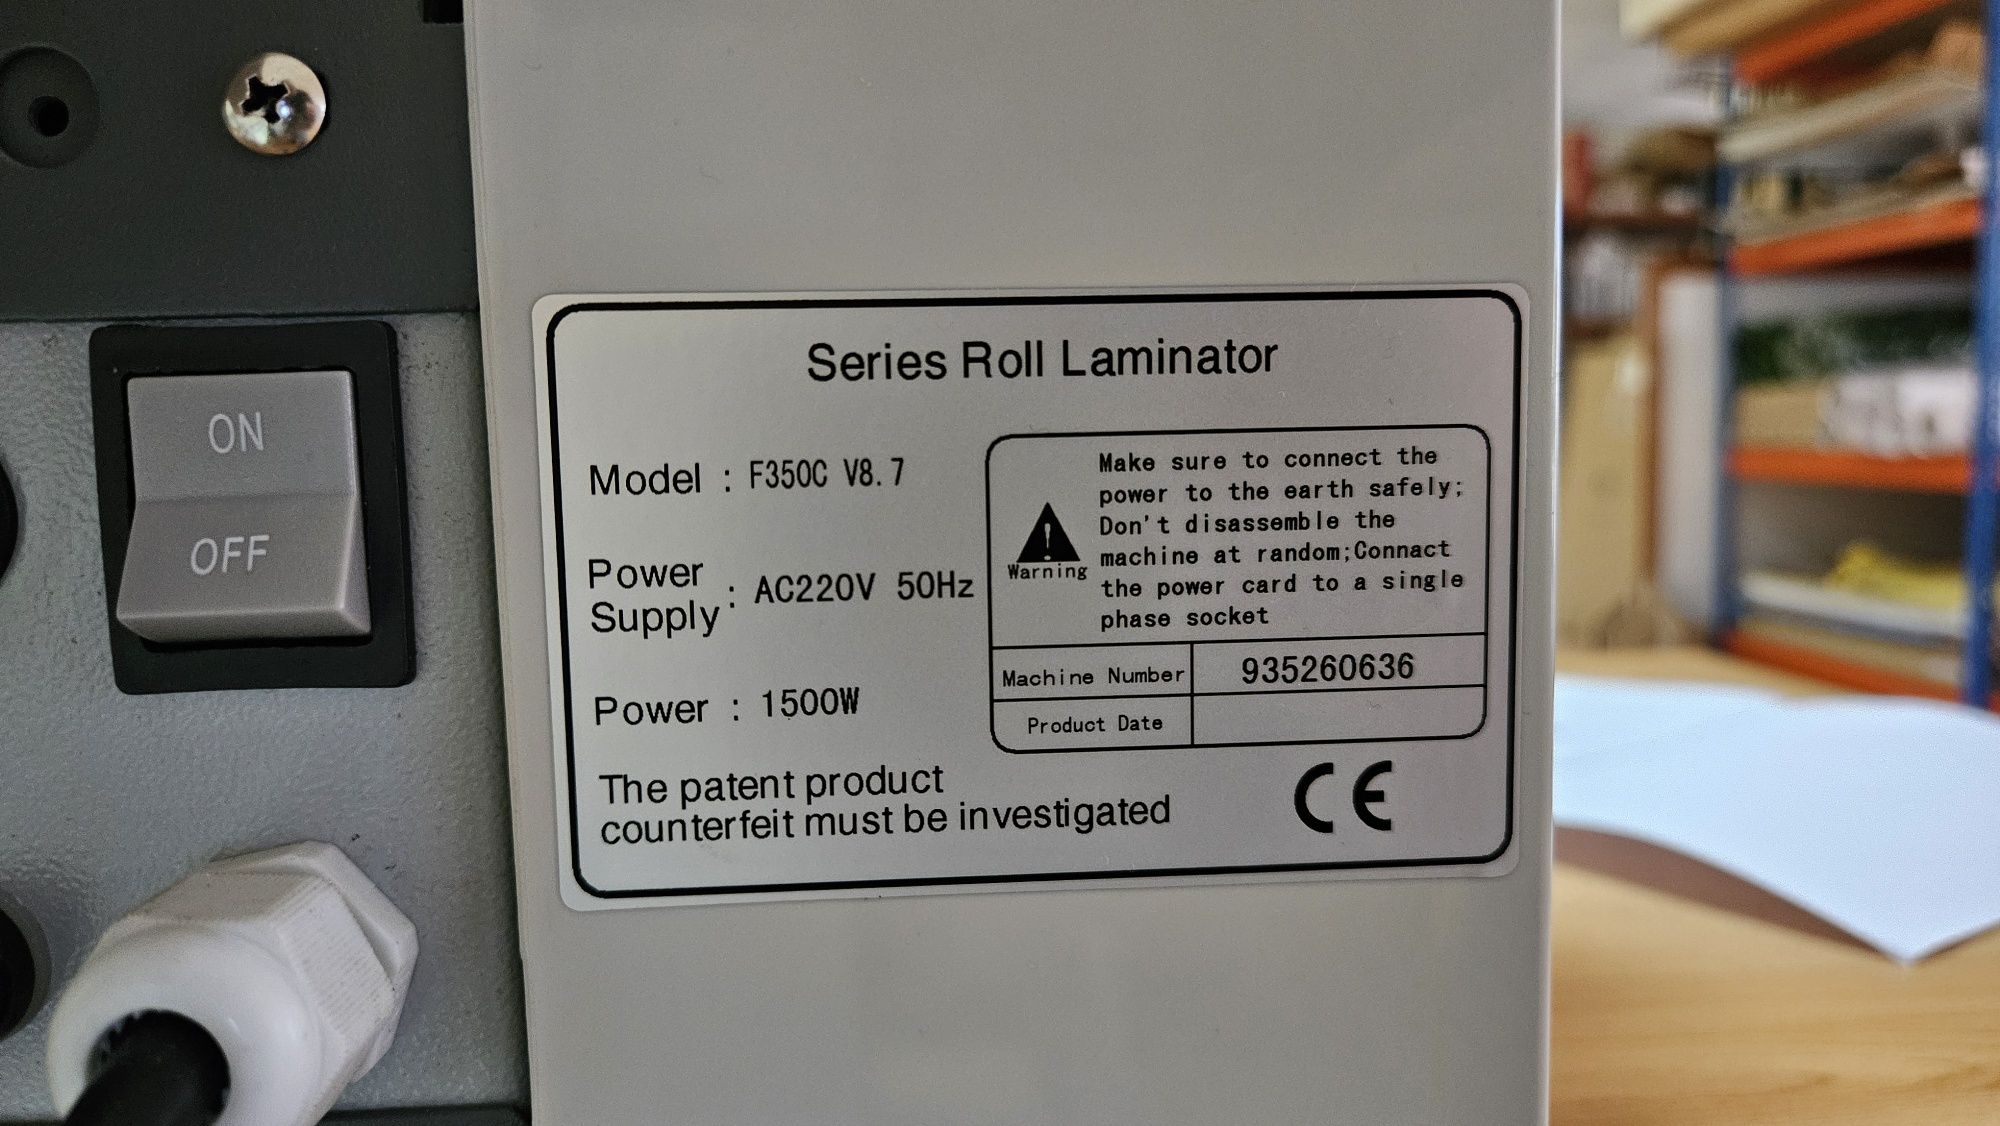 ON
OFF
Series Roll Laminator
Model : F350C V8.7
Power
Supply : AC220V 50Hz
Power : 1500W
The patent product
counterfeit must be investigated
Warning
Make sure to connect the
power to the earth safely;
Don't disassemble the
machine at random;Connact
the power card to a single
phase socket
Machine Number 935260636
Product Date
CE